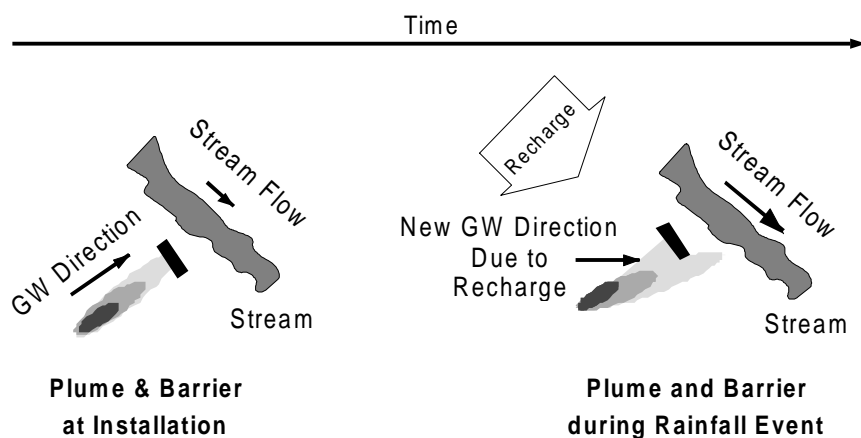 Time
Stream Flow
GW Direction
Stream
Plume & Barrier
at Installation
Recharge
Stream Flow
New GW Direction
Due to
Recharge
Stream
Plume and Barrier
during Rainfall Event